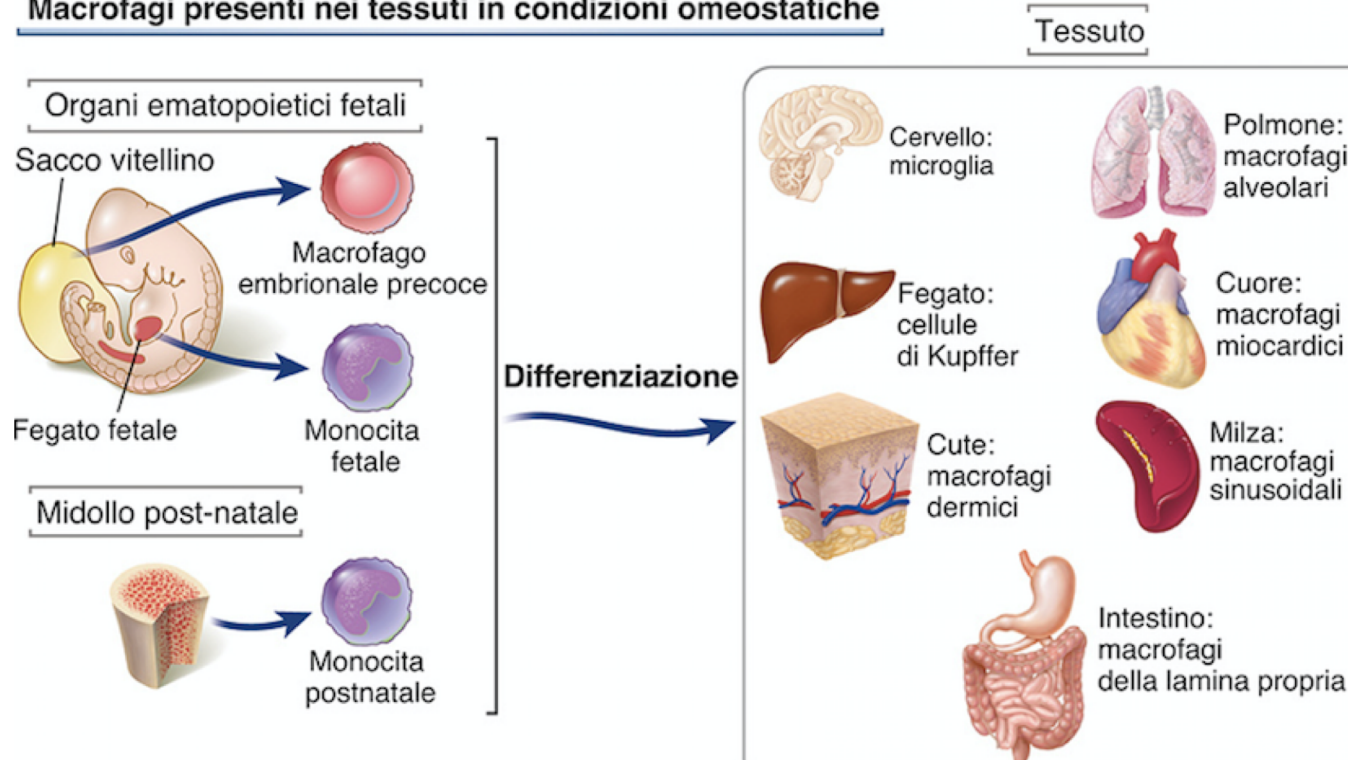 Macrofagi presenti nei tessuti in condizioni omeostatiche
Tessuto
Organi ematopoietici fetali
Sacco vitellino
Macrofago
embrionale precoce
Monocita
fetale
Fegato fetale
Midollo post-natale
Monocita
postnatale
Differenziazione
Cervello:
microglia
Polmone:
macrofagi
alveolari
Fegato:
cellule
di Kupffer
Cuore:
macrofagi
miocardici
Cute:
macrofagi
dermici
Milza:
macrofagi
sinusoidali
Intestino:
macrofagi
della lamina propria